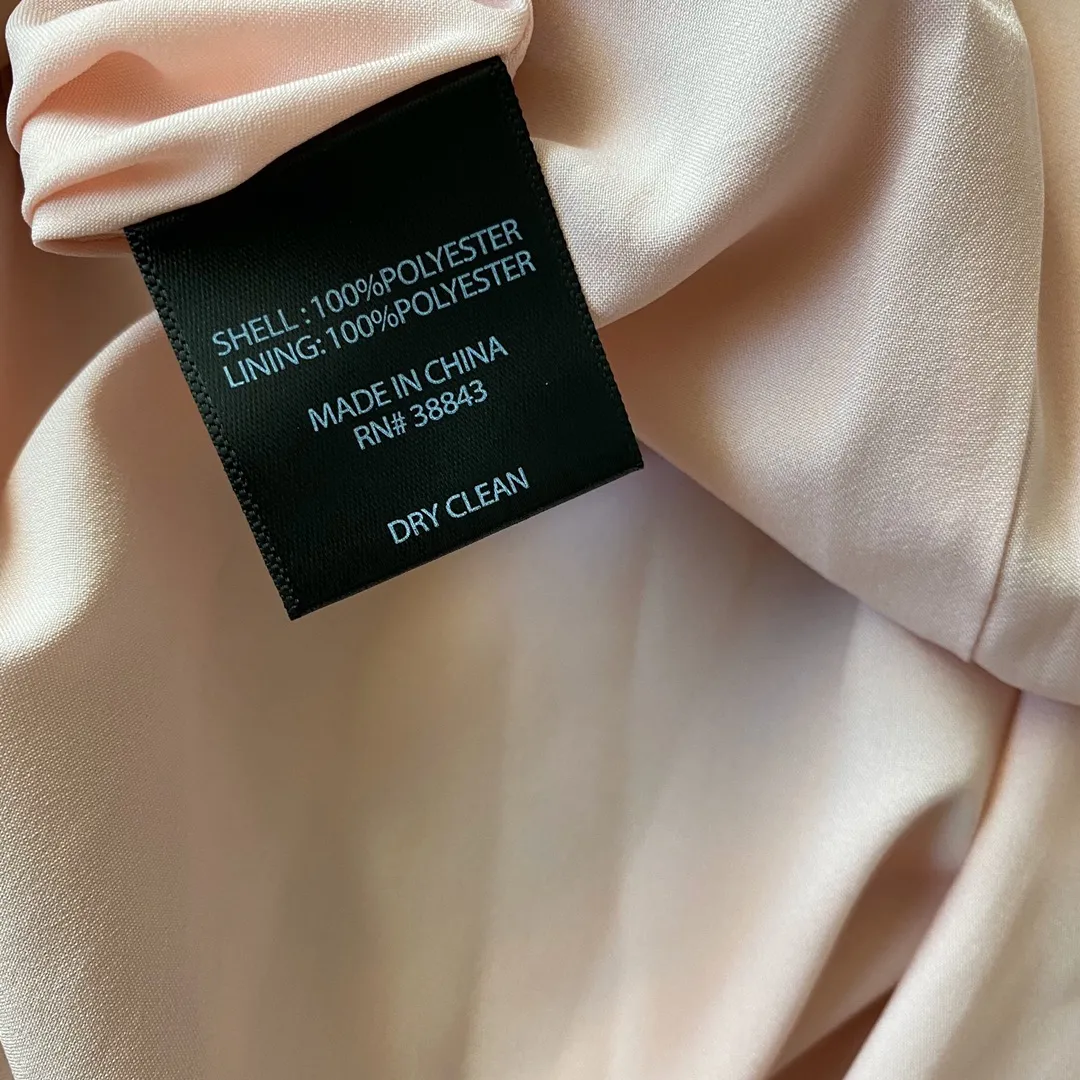 SHELL : 100%POLYESTER
LINING: 100%POLYESTER
MADE IN CHINA
RN# 38843
DRY CLEAN